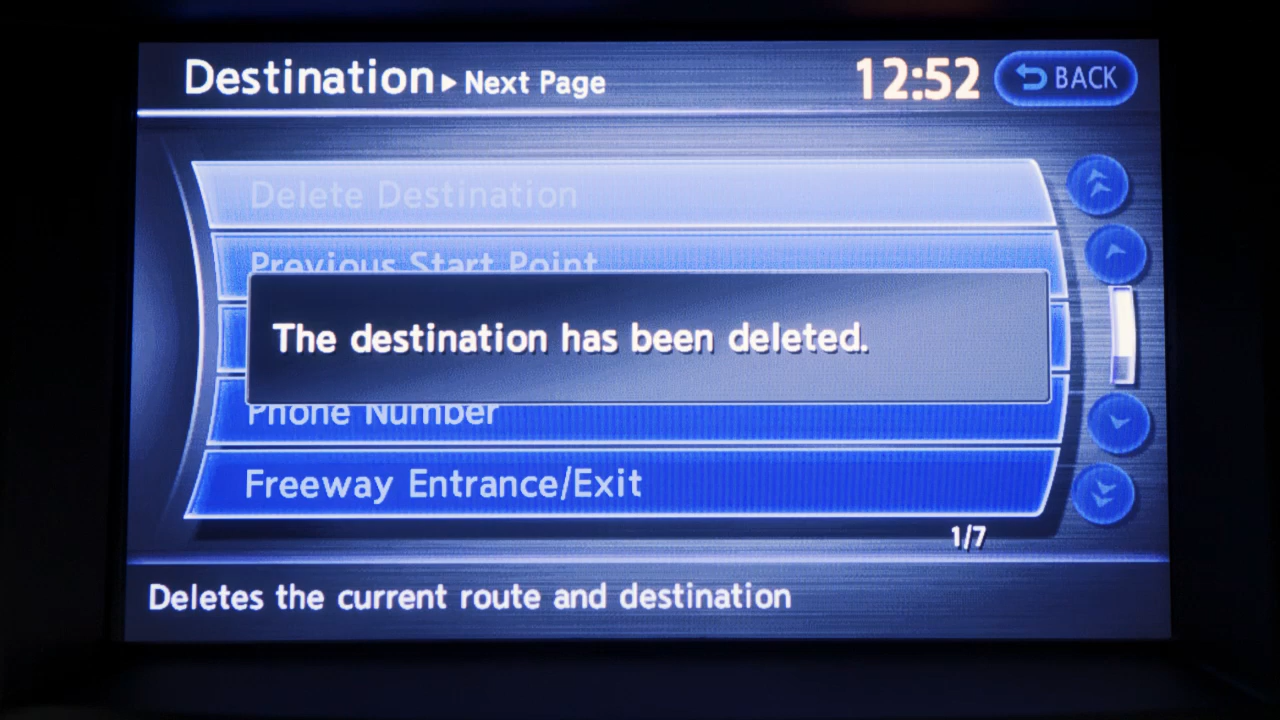 Destination ▸ Next Page
12:52
BACK
Delete Destination
Previous Start Point
The destination has been deleted.
Phone Number
Freeway Entrance/Exit
1/7
Deletes the current route and destination